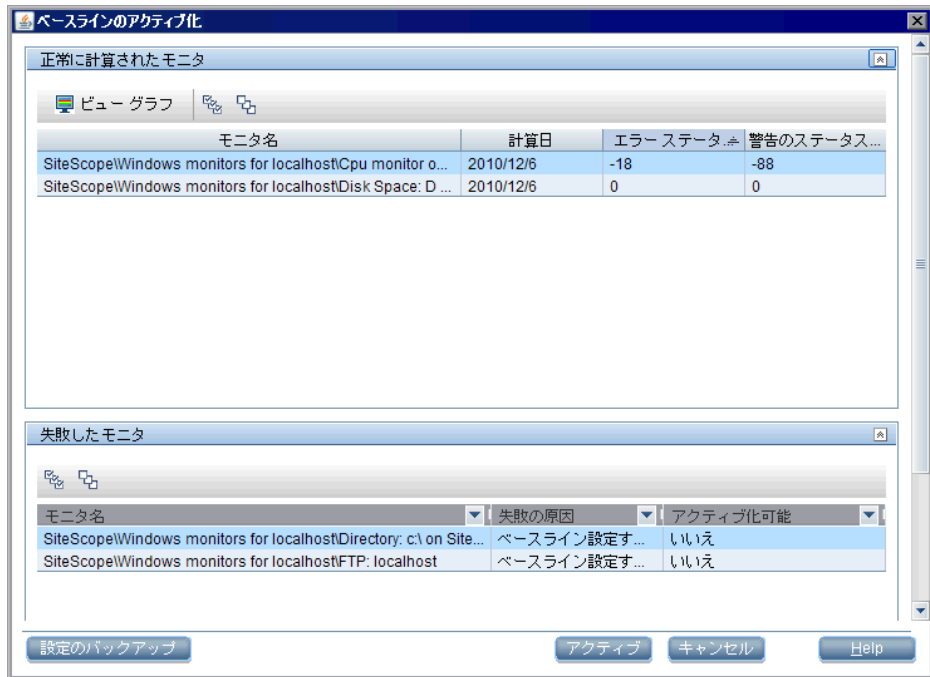 ベースラインのアクティブ化
正常に計算されたモニタ
ビュー グラフ
モニタ名 計算日 エラー ステータ... 警告のステータス...
SiteScope\Windows monitors for localhost\Cpu monitor o... 2010/12/6 -18 -88
SiteScope\Windows monitors for localhost\Disk Space: D ... 2010/12/6 0 0
失敗したモニタ
モニタ名 失敗の原因 アクティブ化可能
SiteScope\Windows monitors for localhost\Directory: c:\ on Site... ベースライン設定す... いいえ
SiteScope\Windows monitors for localhost\FTP: localhost ベースライン設定す... いいえ
設定のバックアップ アクティブ キャンセル Help